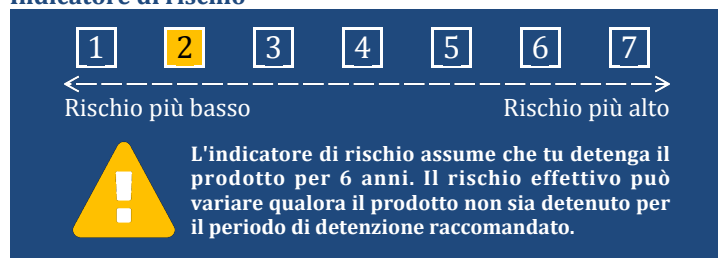 Indicatore di rischio
1 2 3 4 5 6 7
Rischio più basso Rischio più alto
L'indicatore di rischio assume che tu detenga il
prodotto per 6 anni. Il rischio effettivo può
variare qualora il prodotto non sia detenuto per
il periodo di detenzione raccomandato.